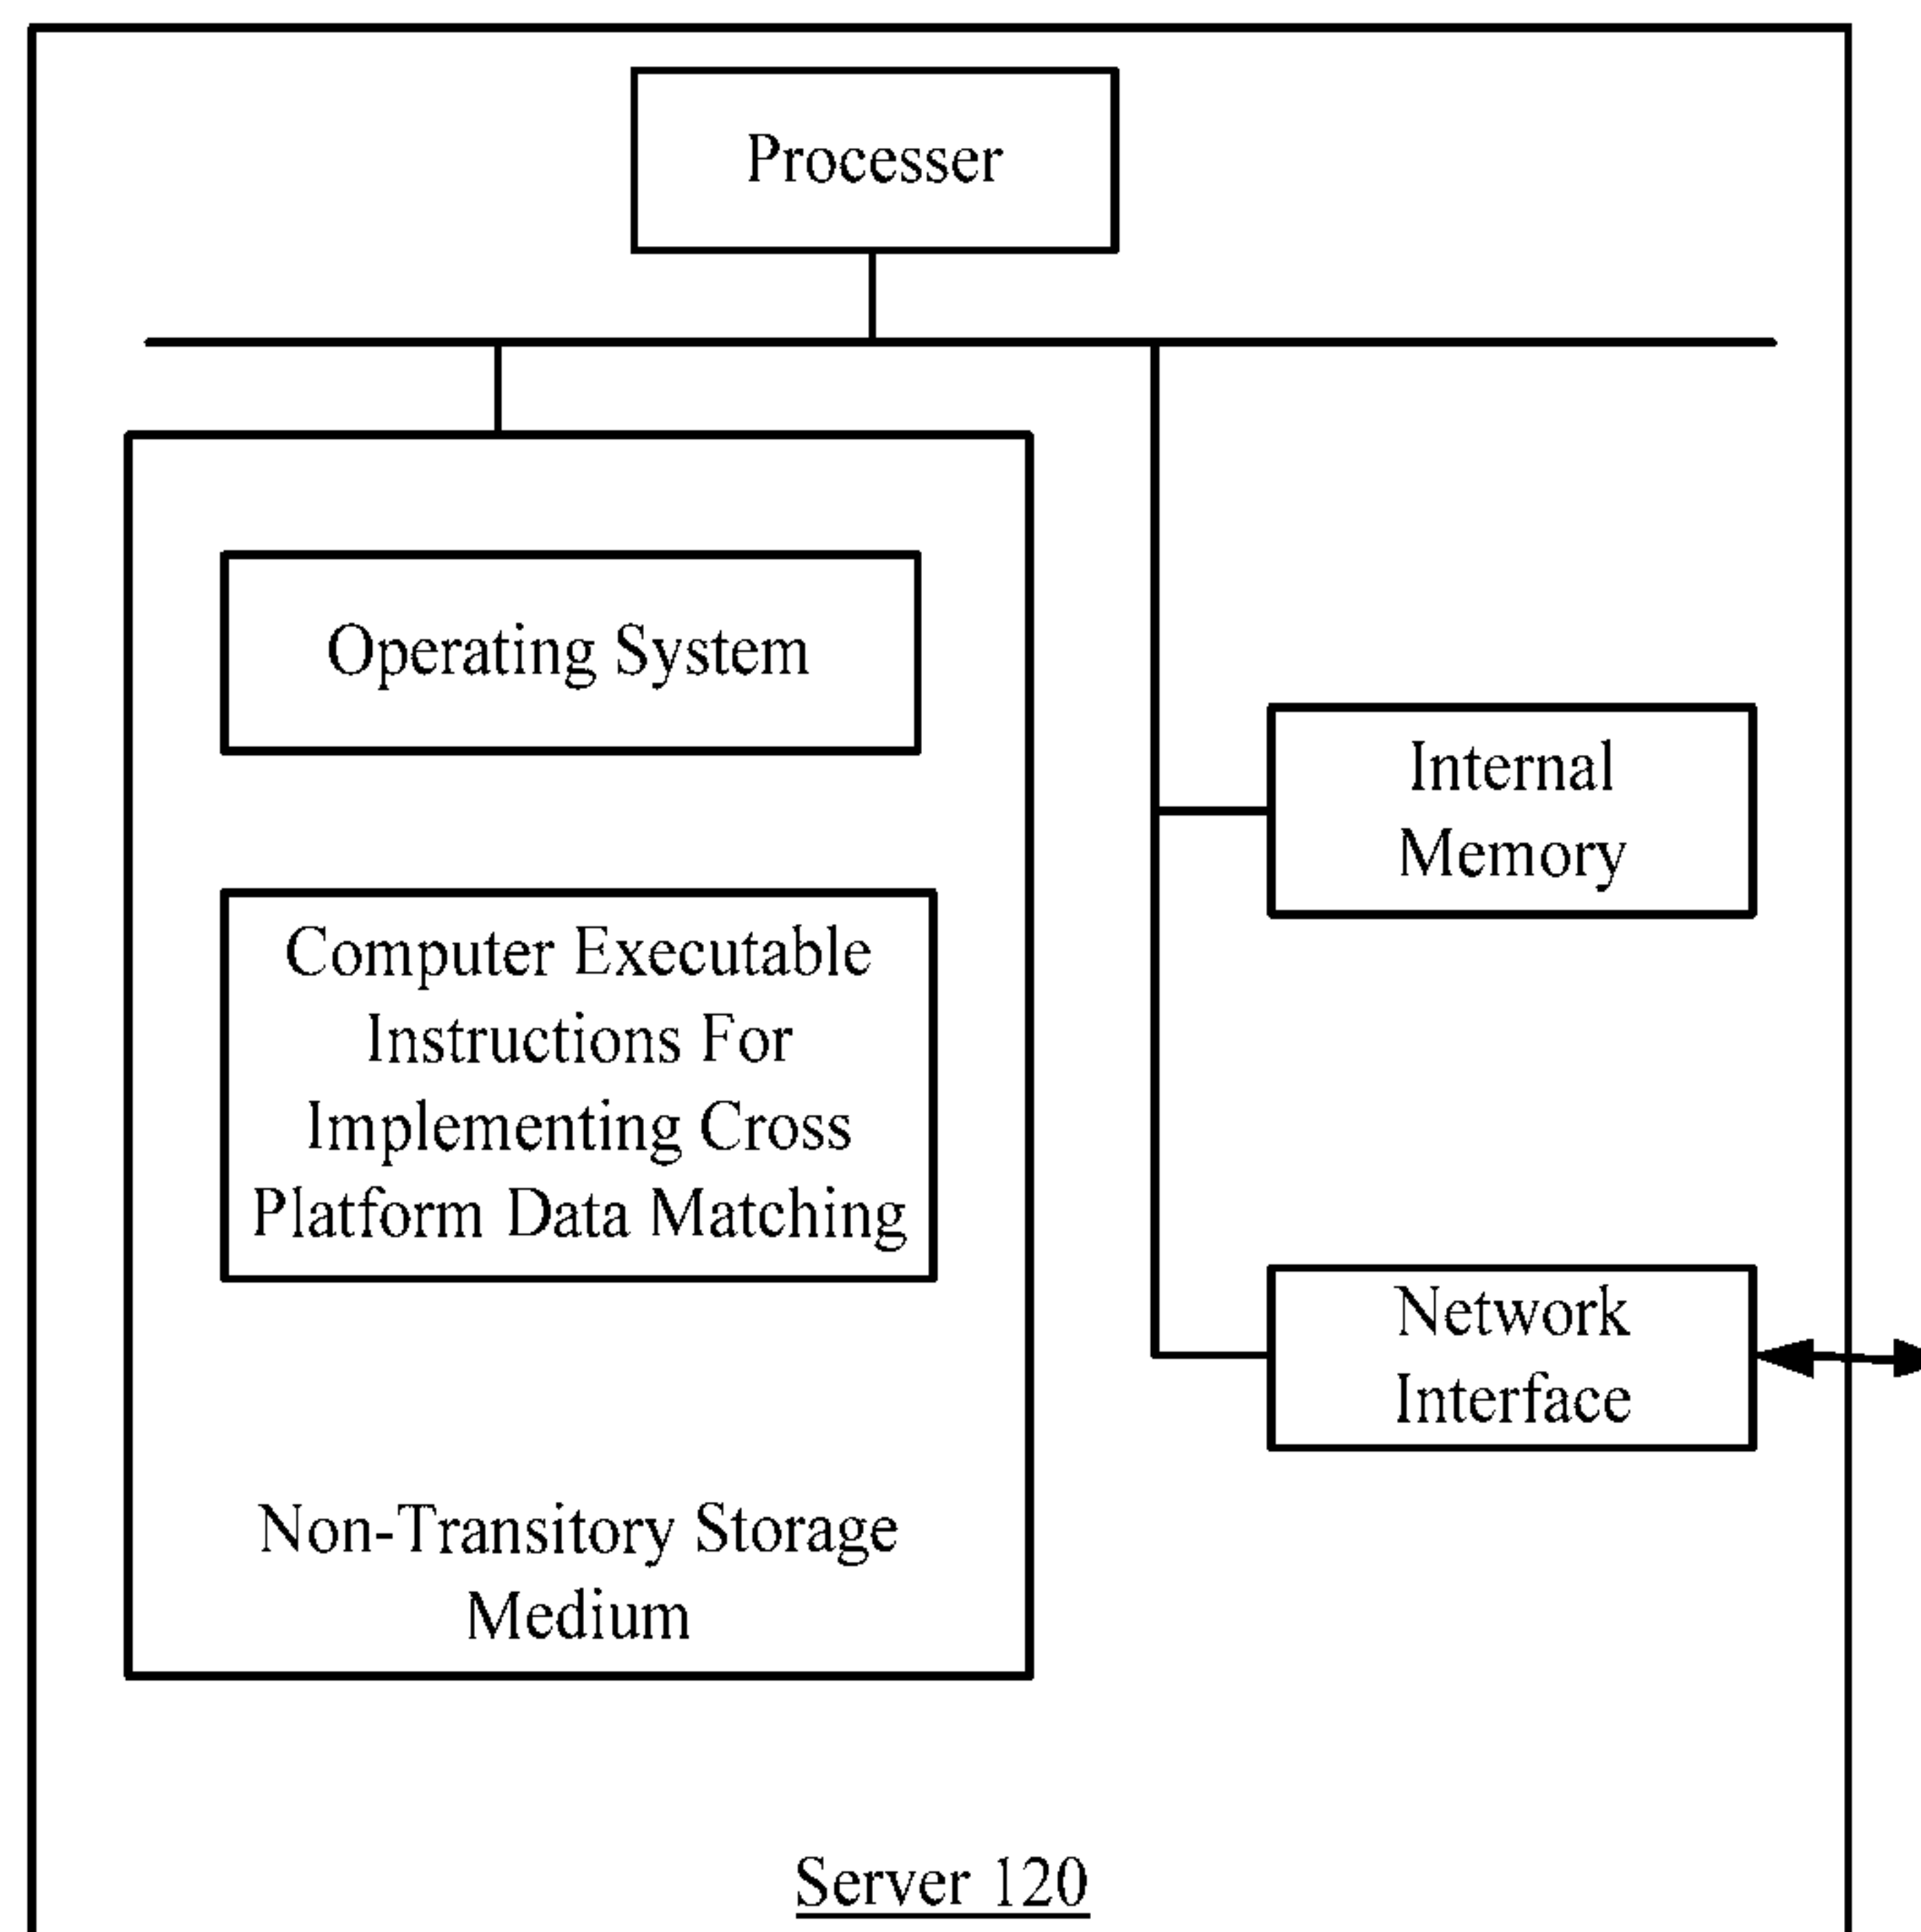 Processer
Operating System
Computer Executable
Instructions For
Implementing Cross
Platform Data Matching
Non-Transitory Storage
Medium
Internal
Memory
Network
Interface
Server 120